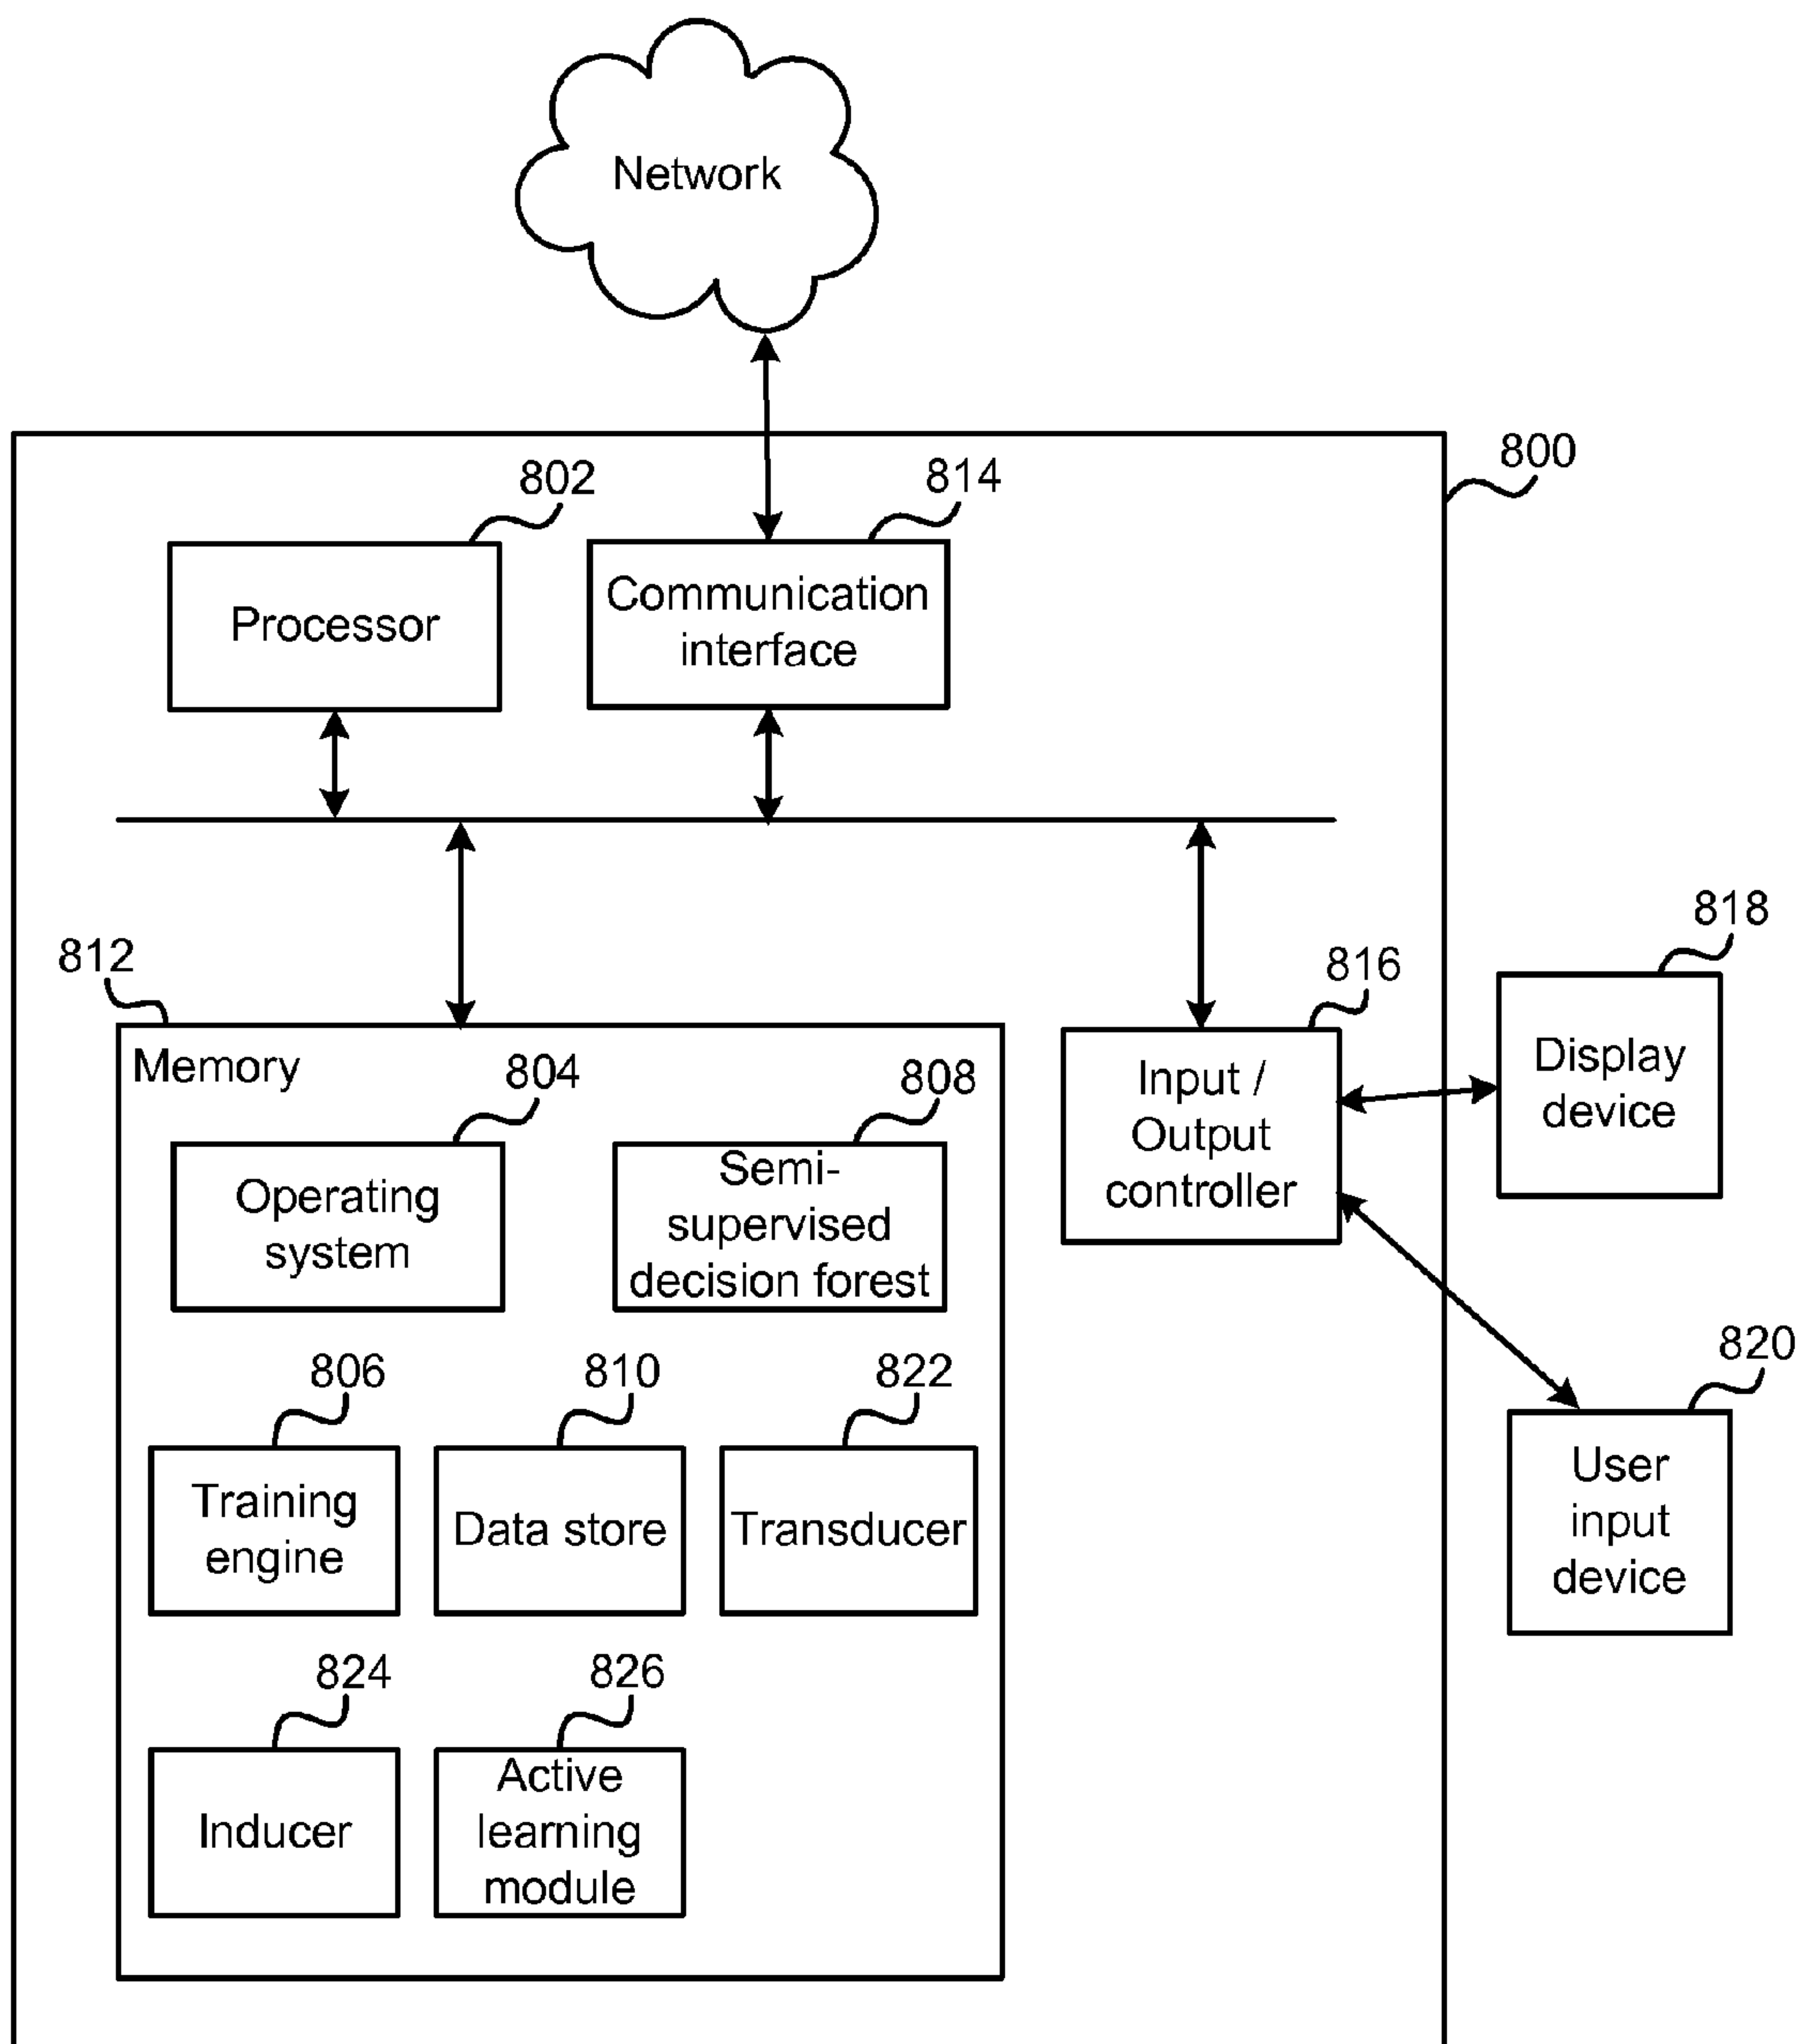 Network
800
802
814
Processor
Communication
interface
812
816
818
Memory
804
808
Input /
Output
controller
Display
device
Operating
system
Semi-
supervised
decision forest
820
806
810
822
User
input
device
Training
engine
Data store
Transducer
824
826
Inducer
Active
learning
module